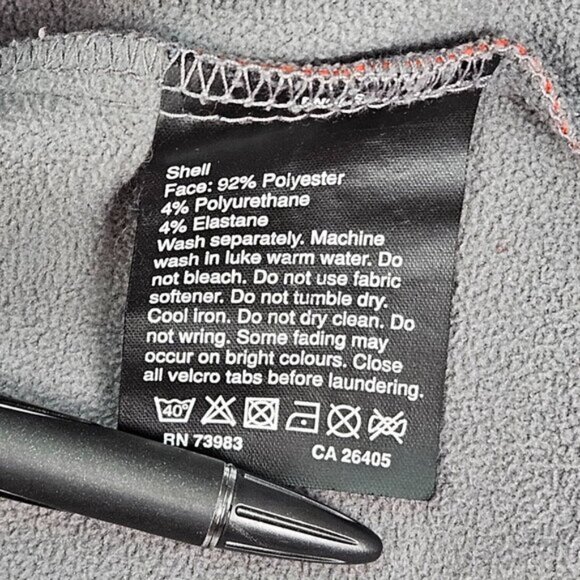 Shell
Face: 92% Polyester
4% Polyurethane
4% Elastane
Wash separately. Machine
wash in luke warm water. Do
not bleach. Do not use fabric
softener. Do not tumble dry.
Cool iron. Do not dry clean. Do
not wring. Some fading may
occur on bright colours. Close
all velcro tabs before laundering.
40°
RN 73983 CA 26405